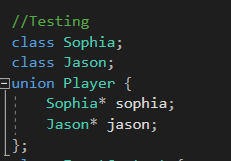 //Testing
class Sophia;
class Jason;
union Player {
Sophia* sophia;
Jason* jason;
};